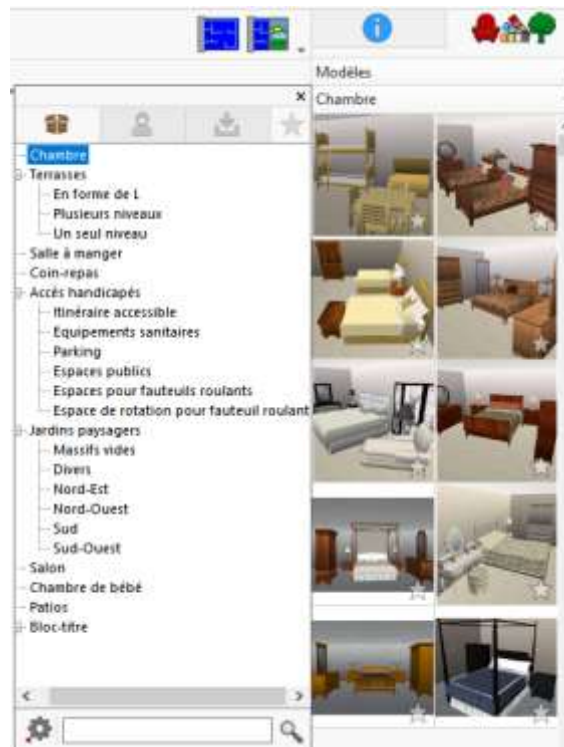 Modèles
Chambre
Chambre
Terrasses
En forme de L
Plusieurs niveaux
Un seul niveau
Salle à manger
Coin-repas
Accès handicapés
Itinéraire accessible
Equipements sanitaires
Parking
Espaces publics
Espaces pour fauteuils roulants
Espace de rotation pour fauteuil roulant
Jardins paysagers
Massifs vides
Divers
Nord-Est
Nord-Ouest
Sud
Sud-Ouest
Salon
Chambre de bébé
Patios
Bloc-titre